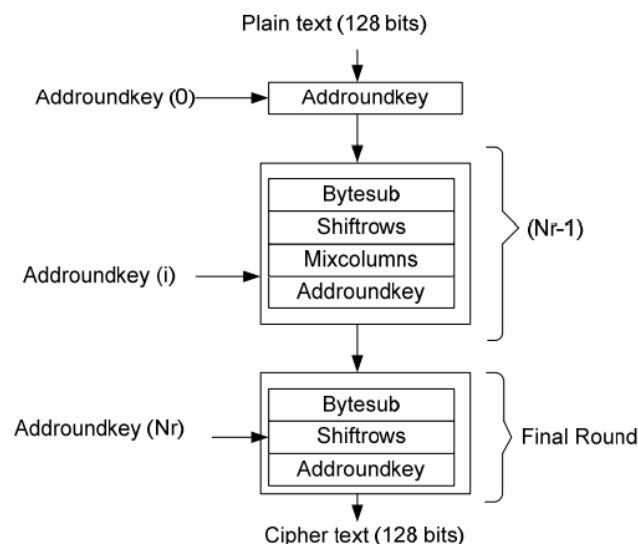 Plain text (128 bits)
Addroundkey (0)
Addroundkey
Bytesub
Shiftrows
Mixcolumns
Addroundkey
(Nr-1)
Addroundkey (i)
Bytesub
Shiftrows
Addroundkey
Addroundkey (Nr)
Final Round
Cipher text (128 bits)